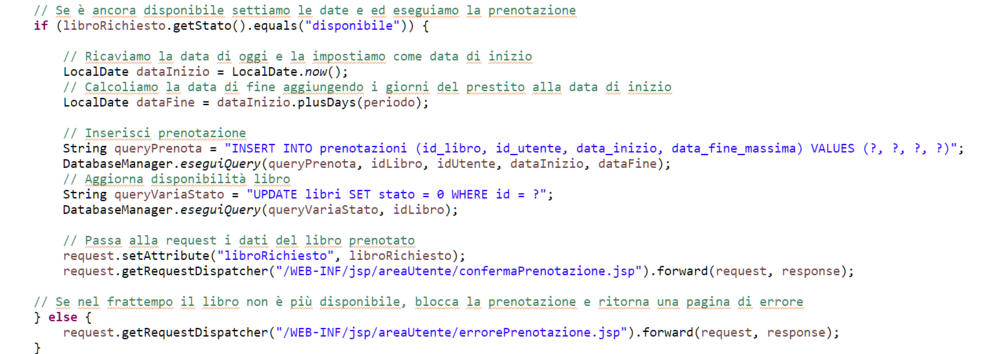 // Se è ancora disponibile settiamo le date e ed eseguiamo la prenotazione
if (libroRichiesto.getStato().equals("disponibile")) {
// Ricaviamo la data di oggi e la impostiamo come data di inizio
LocalDate dataInizio = LocalDate.now();
// Calcoliamo la data di fine aggiungendo i giorni del prestito alla data di inizio
LocalDate dataFine = dataInizio.plusDays(periodo);
// Inserisci prenotazione
String queryPrenota = "INSERT INTO prenotazioni (id_libro, id_utente, data_inizio, data_fine_massima) VALUES (?, ?, ?, ?)";
DatabaseManager.eseguiQuery(queryPrenota, idLibro, idUtente, dataInizio, dataFine);
// Aggiorna disponibilità libro
String queryVariaStato = "UPDATE libri SET stato = 0 WHERE id = ?";
DatabaseManager.eseguiQuery(queryVariaStato, idLibro);
// Passa alla request i dati del libro prenotato
request.setAttribute("libroRichiesto", libroRichiesto);
request.getRequestDispatcher("/WEB-INF/jsp/areaUtente/confermaPrenotazione.jsp").forward(request, response);
// Se nel frattempo il libro non è più disponibile, blocca la prenotazione e ritorna una pagina di errore
} else {
request.getRequestDispatcher("/WEB-INF/jsp/areaUtente/errorePrenotazione.jsp").forward(request, response);
}